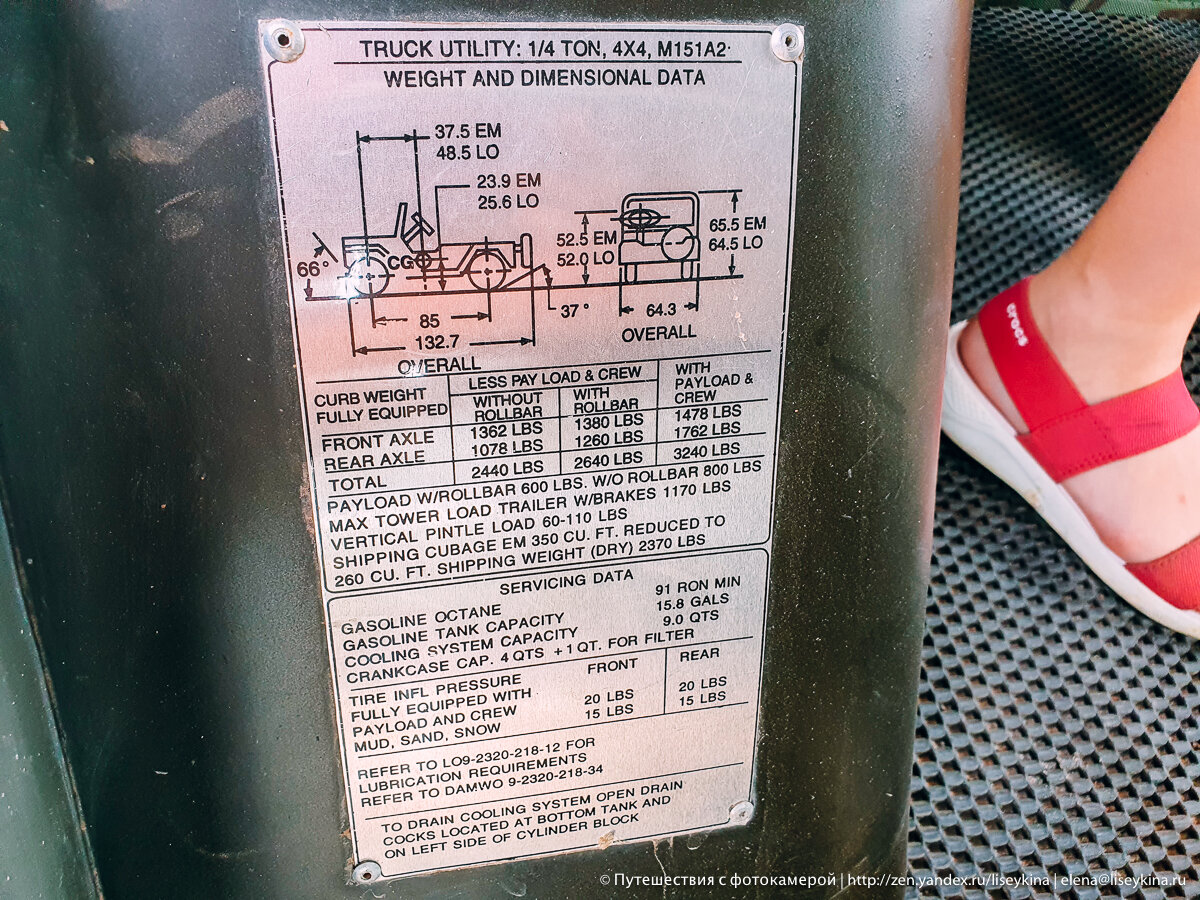 TRUCK UTILITY: 1/4 TON, 4X4, M151A2
WEIGHT AND DIMENSIONAL DATA
37.5 EM
48.5 LO
23.9 EM
25.6 LO
52.5 EM
52.0 LO
65.5 EM
64.5 LO
66°
CG
37°
85
132.7
OVERALL
64.3
OVERALL
CURB WEIGHT
FULLY EQUIPPED
LESS PAY LOAD & CREW
WITHOUT
ROLLBAR
WITH
ROLLBAR
WITH
PAYLOAD &
CREW
FRONT AXLE 1362 LBS 1380 LBS 1478 LBS
REAR AXLE 1078 LBS 1260 LBS 1762 LBS
TOTAL 2440 LBS 2640 LBS 3240 LBS
PAYLOAD W/ROLLBAR 600 LBS. W/O ROLLBAR 800 LBS
MAX TOWER LOAD TRAILER W/BRAKES 1170 LBS
VERTICAL PINTLE LOAD 60-110 LBS
SHIPPING CUBAGE EM 350 CU. FT. REDUCED TO
260 CU. FT. SHIPPING WEIGHT (DRY) 2370 LBS
SERVICING DATA
GASOLINE OCTANE 91 RON MIN
GASOLINE TANK CAPACITY 15.8 GALS
COOLING SYSTEM CAPACITY 9.0 QTS
CRANKCASE CAP. 4 QTS +1 QT. FOR FILTER
TIRE INFL PRESSURE FRONT REAR
FULLY EQUIPPED WITH
PAYLOAD AND CREW 20 LBS 20 LBS
MUD, SAND, SNOW 15 LBS 15 LBS
REFER TO LO9-2320-218-12 FOR
LUBRICATION REQUIREMENTS
REFER TO DAMWO 9-2320-218-34
TO DRAIN COOLING SYSTEM OPEN DRAIN
COCKS LOCATED AT BOTTOM TANK AND
ON LEFT SIDE OF CYLINDER BLOCK
crocs
© Путешествия с фотокамерой | http://zen.yandex.ru/liseykina | elena@liseykina.ru